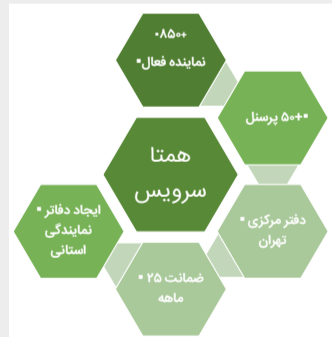 +۸۵۰
نماینده فعال
+۵۰ پرسنل
همتا
سرویس
دفتر مرکزی
تهران
ضمانت ۲۵
ماهه
ایجاد دفاتر
نمایندگی
استانی